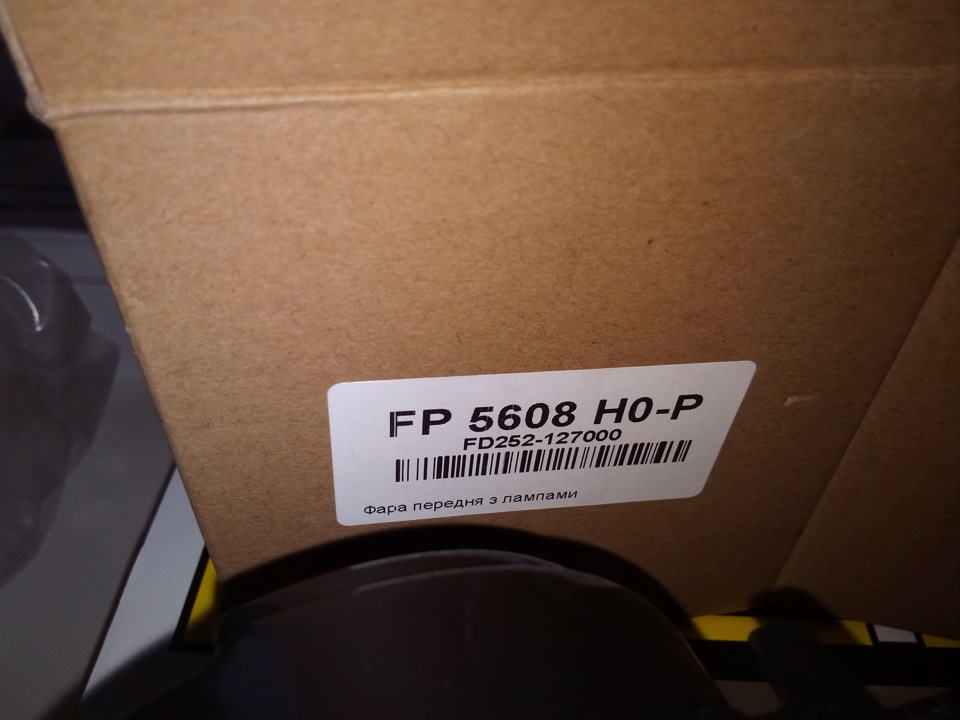 FP 5608 H0-P
FD252-127000
Фара передня з лампами